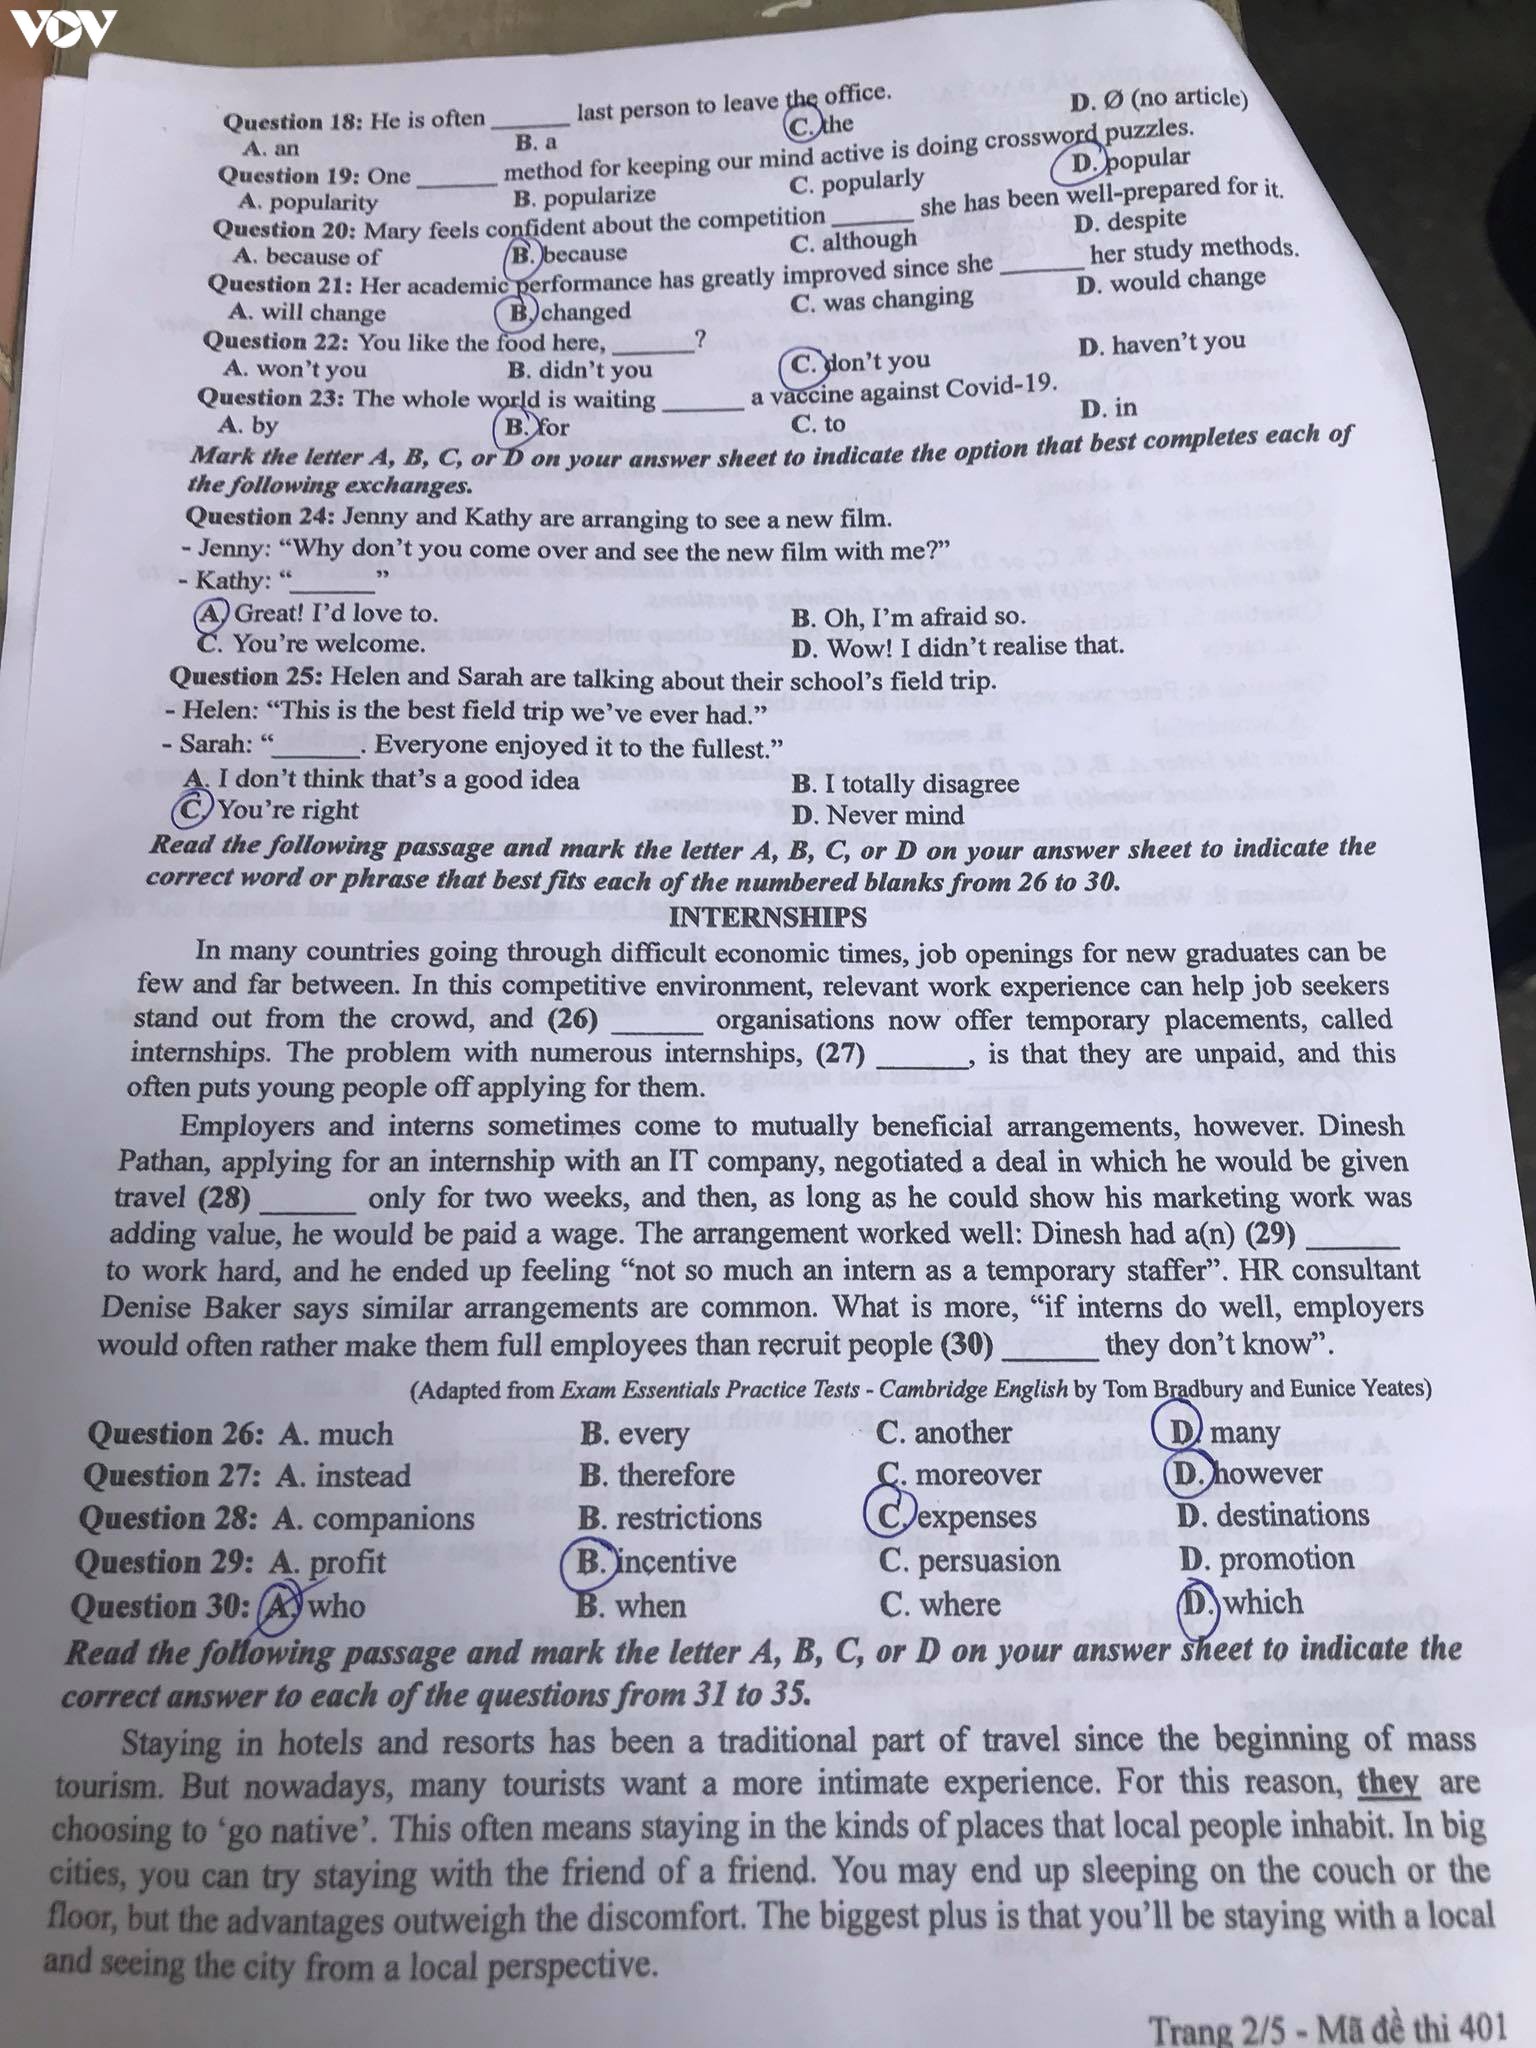 VOV
Question 18: He is often ______ last person to leave the office.
A. an B. a C. the D. Ø (no article)
Question 19: One ______ method for keeping our mind active is doing crossword puzzles.
A. popularity B. popularize C. popularly D. popular
Question 20: Mary feels confident about the competition ______ she has been well-prepared for it.
A. because of B. because C. although D. despite
Question 21: Her academic performance has greatly improved since she ______ her study methods.
A. will change B. changed C. was changing D. would change
Question 22: You like the food here, ______?
A. won't you B. didn't you C. don't you D. haven't you
Question 23: The whole world is waiting ______ a vaccine against Covid-19.
A. by B. for C. to D. in
Mark the letter A, B, C, or D on your answer sheet to indicate the option that best completes each of
the following exchanges.
Question 24: Jenny and Kathy are arranging to see a new film.
- Jenny: "Why don't you come over and see the new film with me?"
- Kathy: "______"
A. Great! I'd love to. B. Oh, I'm afraid so.
C. You're welcome. D. Wow! I didn't realise that.
Question 25: Helen and Sarah are talking about their school's field trip.
- Helen: "This is the best field trip we've ever had."
- Sarah: "______. Everyone enjoyed it to the fullest."
A. I don't think that's a good idea B. I totally disagree
C. You're right D. Never mind
Read the following passage and mark the letter A, B, C, or D on your answer sheet to indicate the
correct word or phrase that best fits each of the numbered blanks from 26 to 30.
INTERNSHIPS
In many countries going through difficult economic times, job openings for new graduates can be
few and far between. In this competitive environment, relevant work experience can help job seekers
stand out from the crowd, and (26) ______ organisations now offer temporary placements, called
internships. The problem with numerous internships, (27) ______, is that they are unpaid, and this
often puts young people off applying for them.
Employers and interns sometimes come to mutually beneficial arrangements, however. Dinesh
Pathan, applying for an internship with an IT company, negotiated a deal in which he would be given
travel (28) ______ only for two weeks, and then, as long as he could show his marketing work was
adding value, he would be paid a wage. The arrangement worked well: Dinesh had a(n) (29) ______
to work hard, and he ended up feeling "not so much an intern as a temporary staffer". HR consultant
Denise Baker says similar arrangements are common. What is more, "if interns do well, employers
would often rather make them full employees than recruit people (30) ______ they don't know".
(Adapted from Exam Essentials Practice Tests - Cambridge English by Tom Bradbury and Eunice Yeates)
Question 26: A. much B. every C. another D. many
Question 27: A. instead B. therefore C. moreover D. however
Question 28: A. companions B. restrictions C. expenses D. destinations
Question 29: A. profit B. incentive C. persuasion D. promotion
Question 30: A. who B. when C. where D. which
Read the following passage and mark the letter A, B, C, or D on your answer sheet to indicate the
correct answer to each of the questions from 31 to 35.
Staying in hotels and resorts has been a traditional part of travel since the beginning of mass
tourism. But nowadays, many tourists want a more intimate experience. For this reason, they are
choosing to 'go native'. This often means staying in the kinds of places that local people inhabit. In big
cities, you can try staying with the friend of a friend. You may end up sleeping on the couch or the
floor, but the advantages outweigh the discomfort. The biggest plus is that you'll be staying with a local
and seeing the city from a local perspective.
Trang 2/5 - Mã đề thi 401